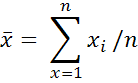 x̄ = ∑_{x=1}^{n} x_i /n